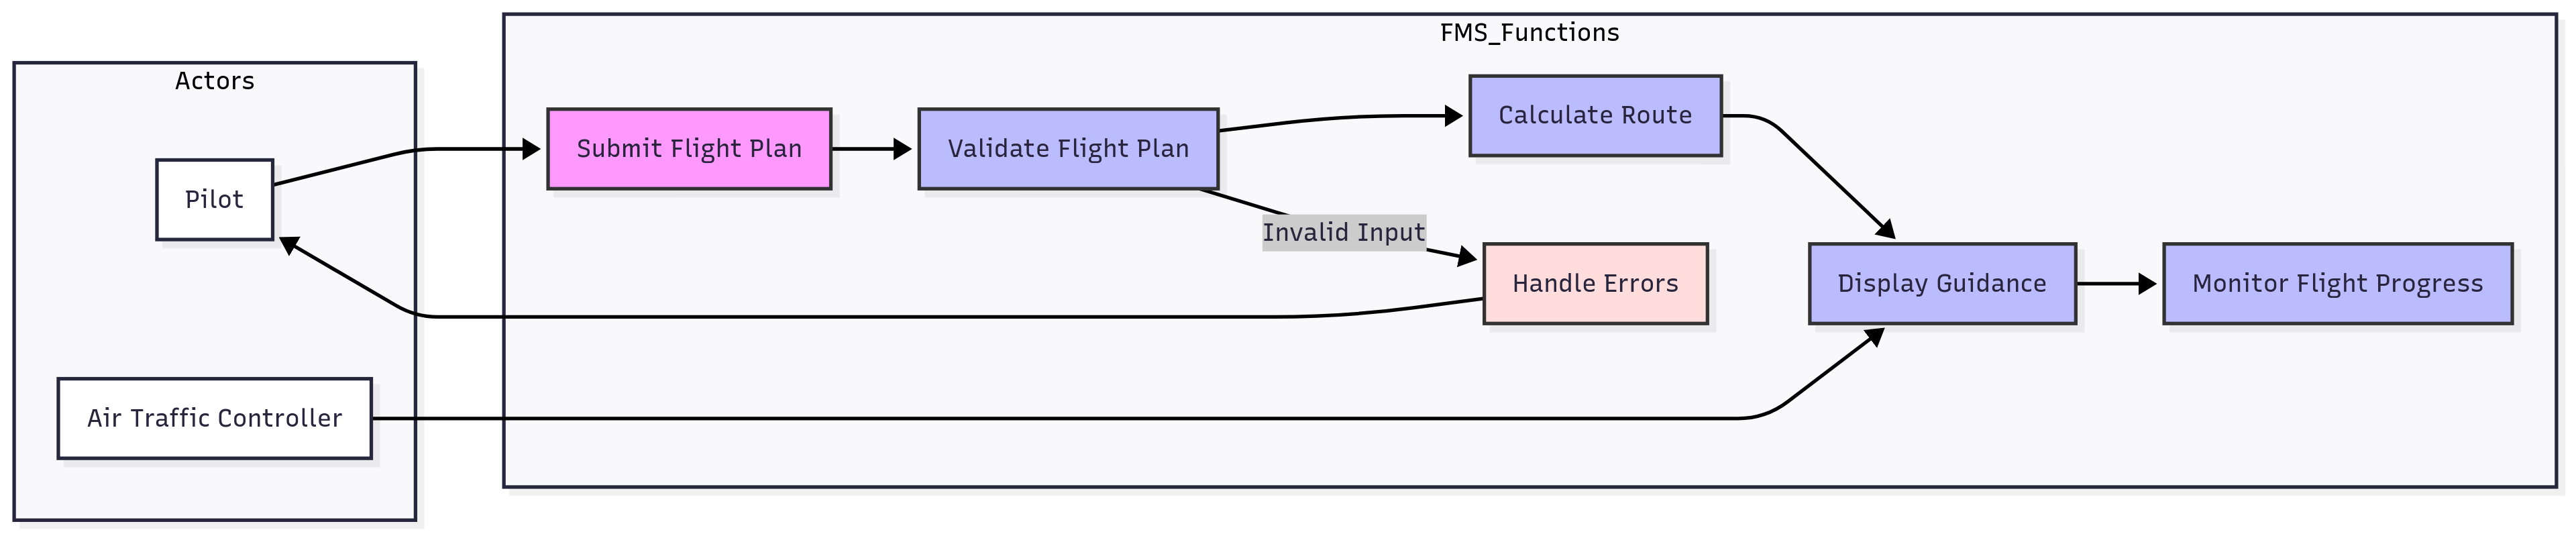 Actors
Pilot
Air Traffic Controller
FMS_Functions
Submit Flight Plan
Validate Flight Plan
Calculate Route
Invalid Input
Handle Errors
Display Guidance
Monitor Flight Progress